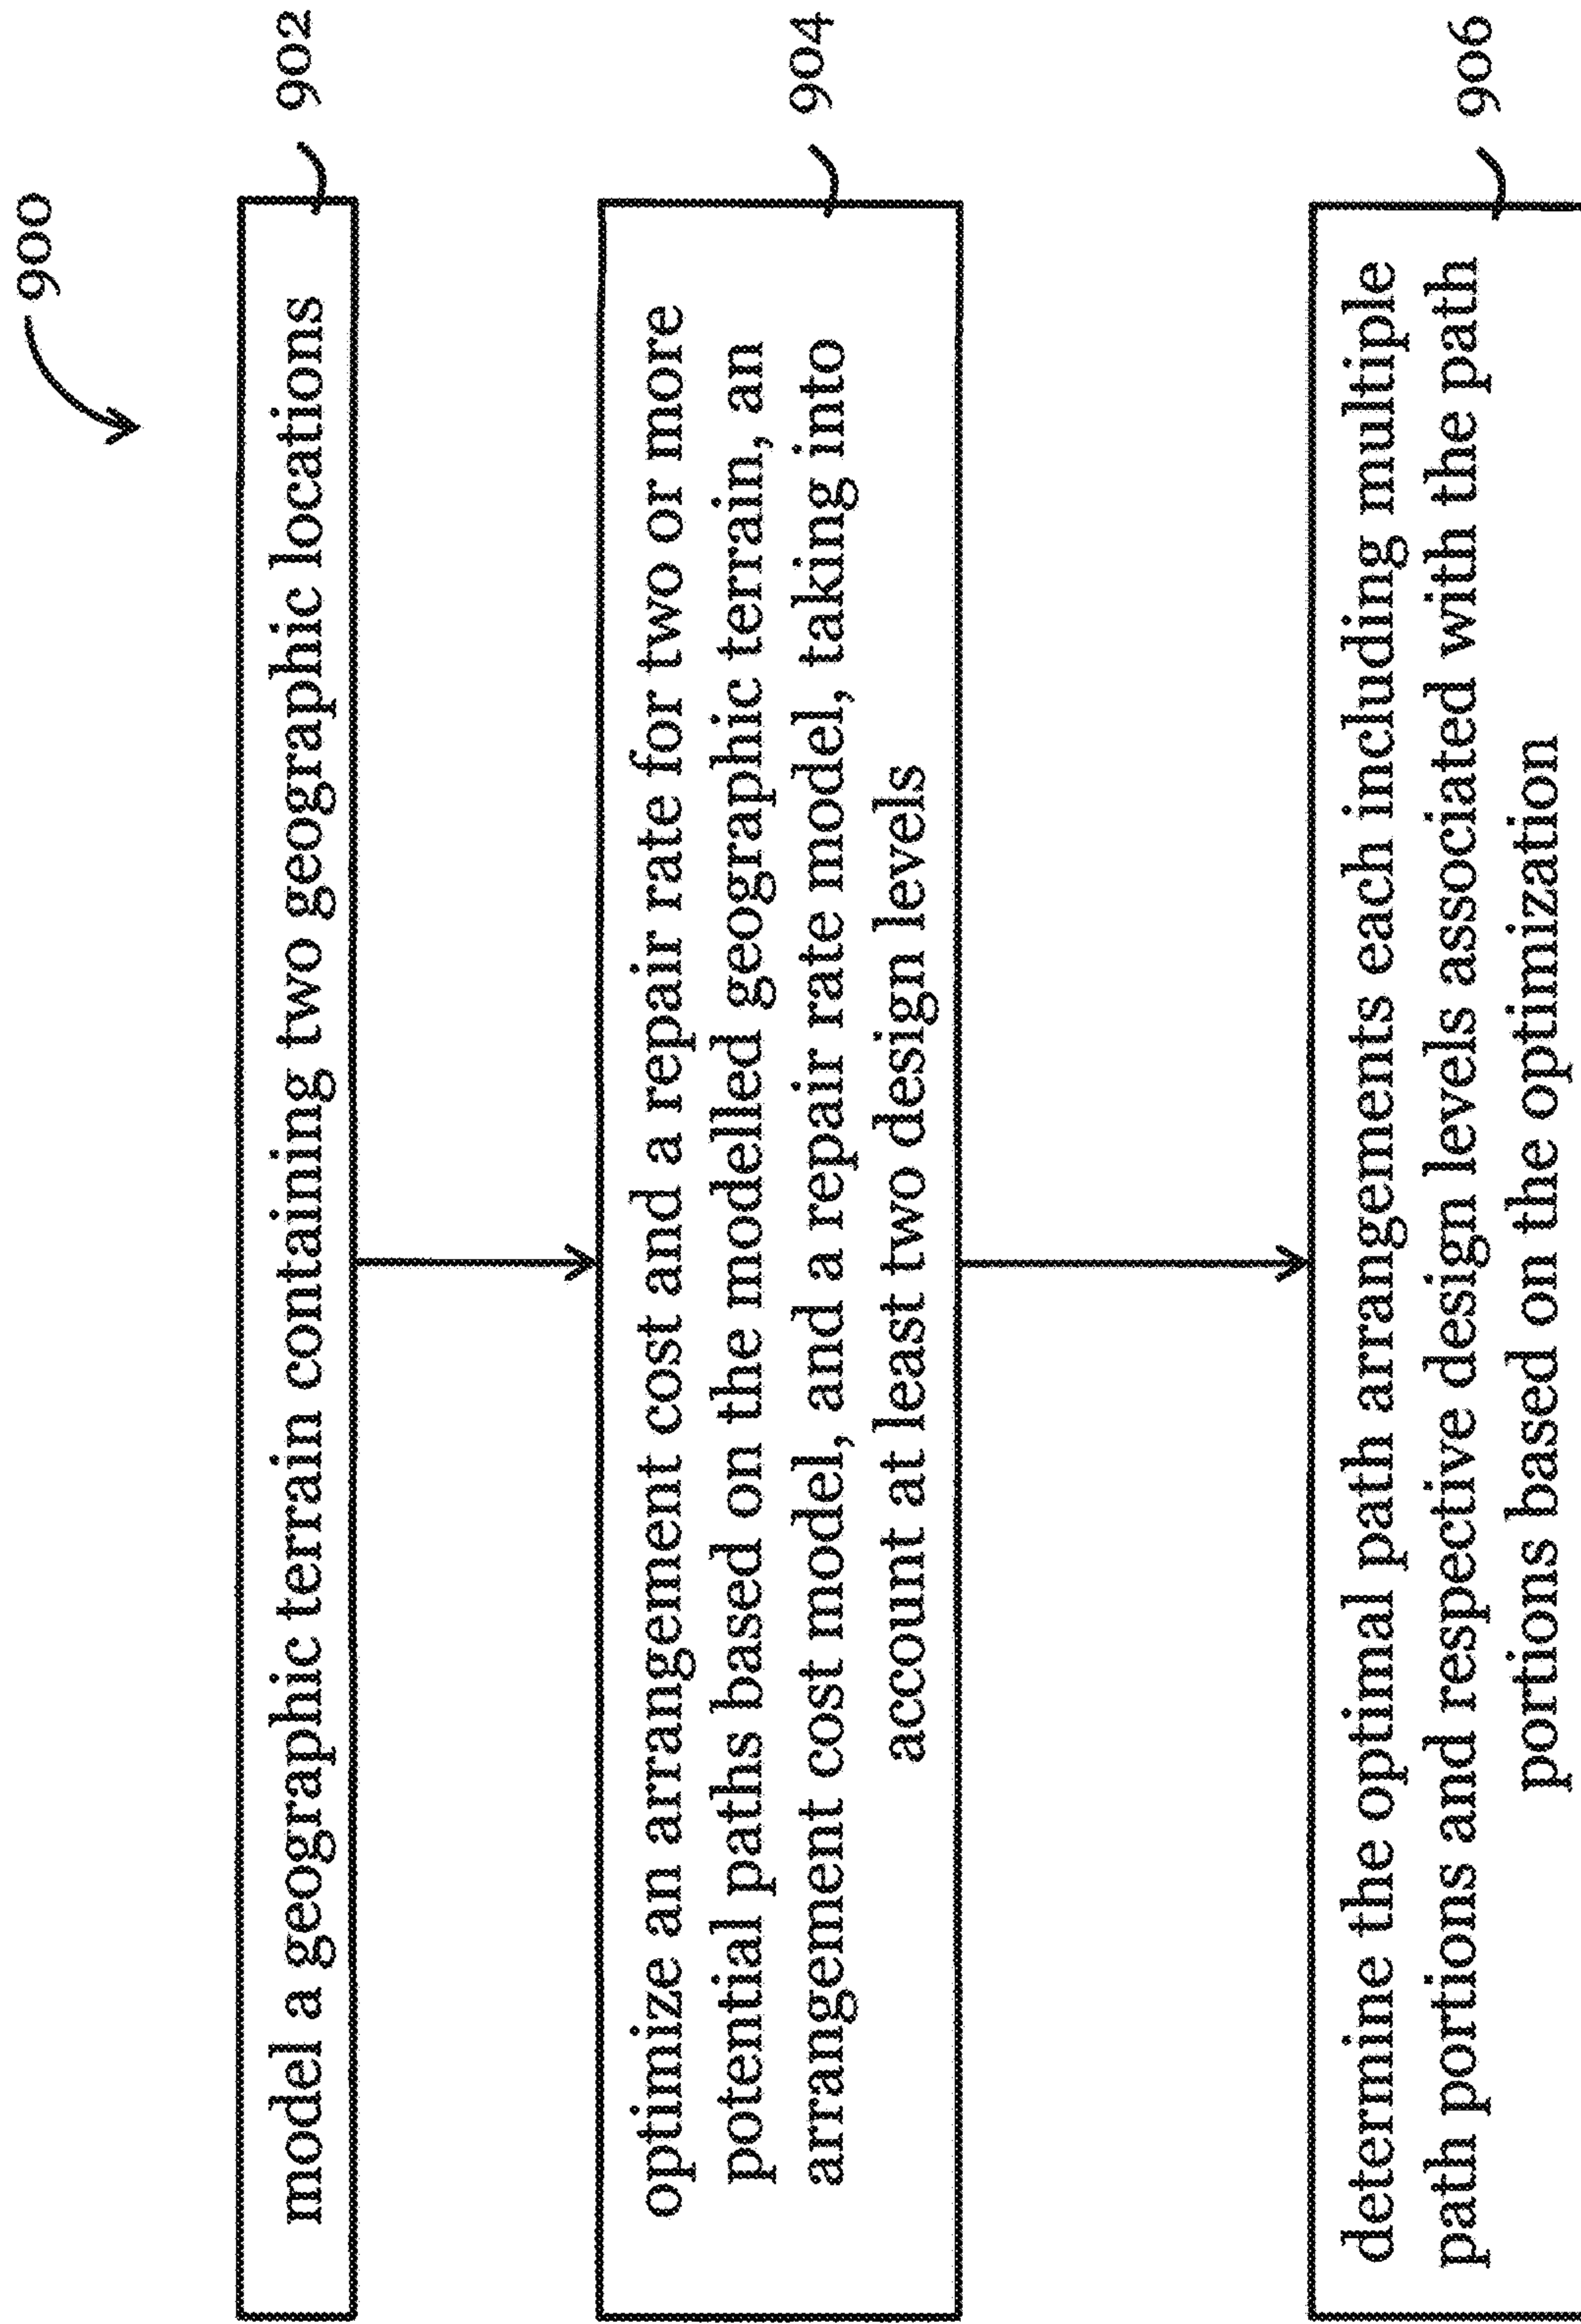 900
model a geographic terrain containing two geographic locations
902
optimize an arrangement cost and a repair rate for two or more
potential paths based on the modelled geographic terrain, an
arrangement cost model, and a repair rate model, taking into
account at least two design levels
904
determine the optimal path arrangements each including multiple
path portions and respective design levels associated with the path
portions based on the optimization
906